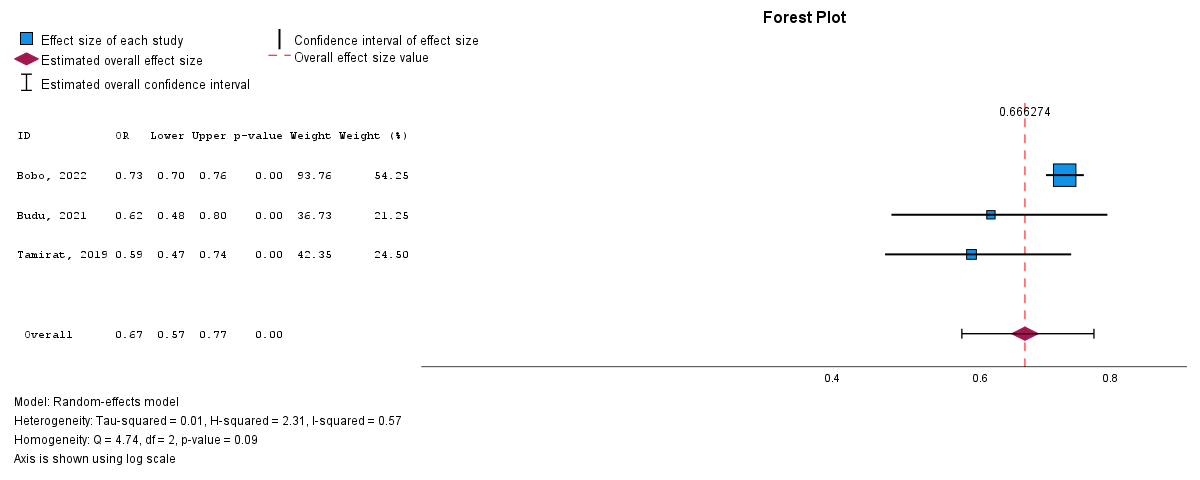 Forest Plot
Effect size of each study
Confidence interval of effect size
Estimated overall effect size
Overall effect size value
Estimated overall confidence interval
0.666274
ID OR Lower Upper p-value Weight Weight (%)
Bobo, 2022 0.73 0.70 0.76 0.00 93.76 54.25
Budu, 2021 0.62 0.48 0.80 0.00 36.73 21.25
Tamirat, 2019 0.59 0.47 0.74 0.00 42.35 24.50
Overall 0.67 0.57 0.77 0.00
0.4 0.6 0.8
Model: Random-effects model
Heterogeneity: Tau-squared = 0.01, H-squared = 2.31, I-squared = 0.57
Homogeneity: Q = 4.74, df = 2, p-value = 0.09
Axis is shown using log scale